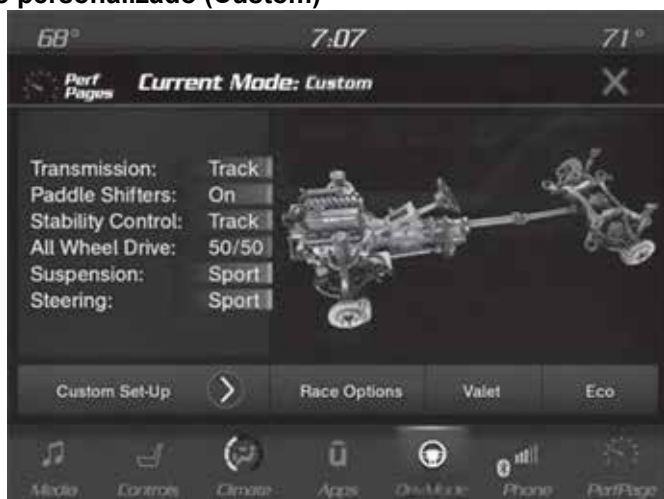 personalizado (Custom)
68° 7:07 71°
Perf
Pages
Current Mode: Custom
Transmission: Track
Paddle Shifters: On
Stability Control: Track
All Wheel Drive: 50/50
Suspension: Sport
Steering: Sport
Custom Set-Up Race Options Valet Eco
Media Controls Climate Apps Phone